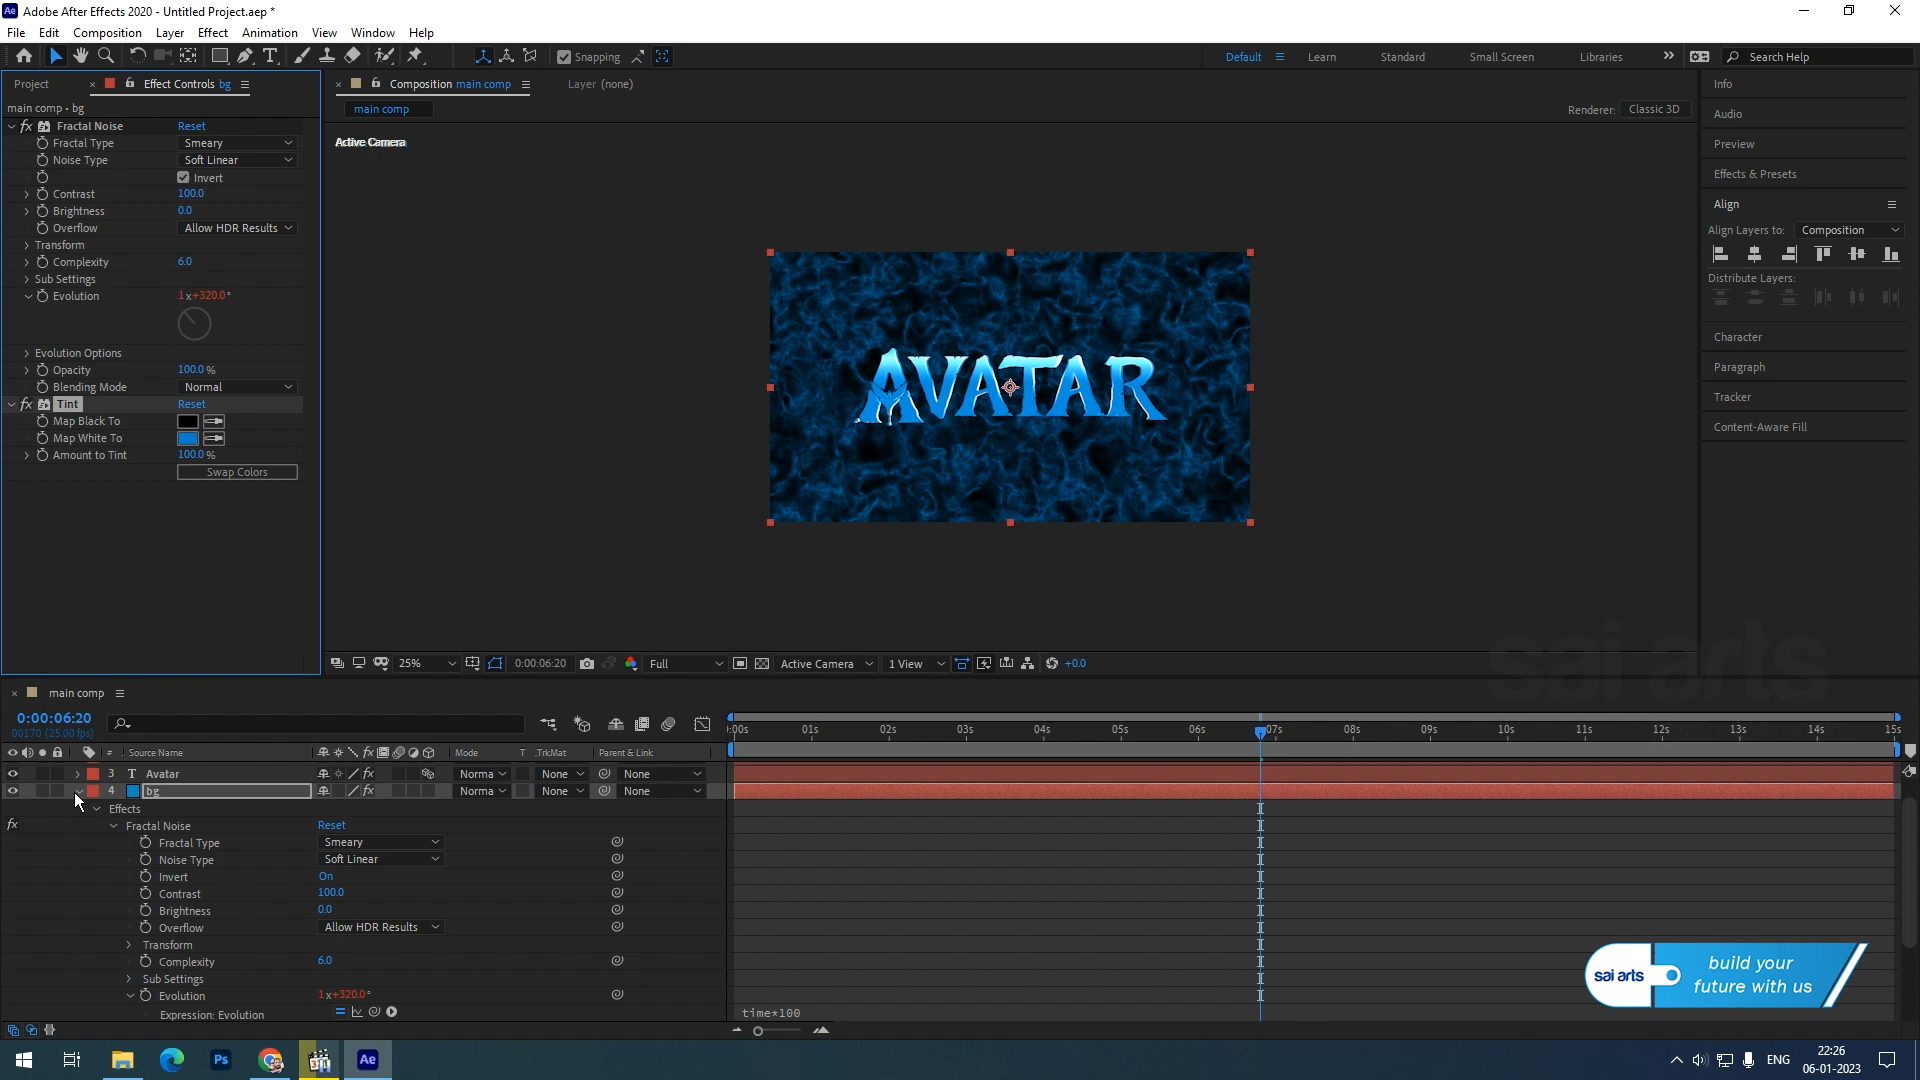 Ae Adobe After Effects 2020 - Untitled Project.aep *
File Edit Composition Layer Effect Animation View Window Help
Snapping Default Learn Standard Small Screen Libraries Search Help
Project Effect Controls bg
main comp • bg
fx Fractal Noise Reset
Fractal Type Smeary
Noise Type Soft Linear
Invert
Contrast 100.0
Brightness 0.0
Overflow Allow HDR Results
Transform
Complexity 6.0
Sub Settings
Evolution 1x+320.0°
Evolution Options
Opacity 100.0 %
Blending Mode Normal
fx Tint Reset
Map Black To
Map White To
Amount to Tint 100.0 %
Swap Colors
Composition main comp Layer (none)
main comp Renderer: Classic 3D
Active Camera
AVATAR
25% 0:00:06:20 Full Active Camera 1 View +0.0
Info
Audio
Preview
Effects & Presets
Align
Align Layers to: Composition
Distribute Layers:
Character
Paragraph
Tracker
Content-Aware Fill
sai arts
main comp
0:00:06:20
00170 (25.00 fps)
:00s 01s 02s 03s 04s 05s 06s 07s 08s 09s 10s 11s 12s 13s 14s 15s
# Source Name fx Mode T .TrkMat Parent & Link
3 T Avatar fx Norma None None
4 bg fx Norma None None
Effects
fx Fractal Noise Reset
Fractal Type Smeary
Noise Type Soft Linear
Invert On
Contrast 100.0
Brightness 0.0
Overflow Allow HDR Results
Transform
Complexity 6.0
Sub Settings
Evolution 1x+320.0°
Expression: Evolution time*100
sai arts
build your
future with us
Ps Ae ENG
22:26
06-01-2023